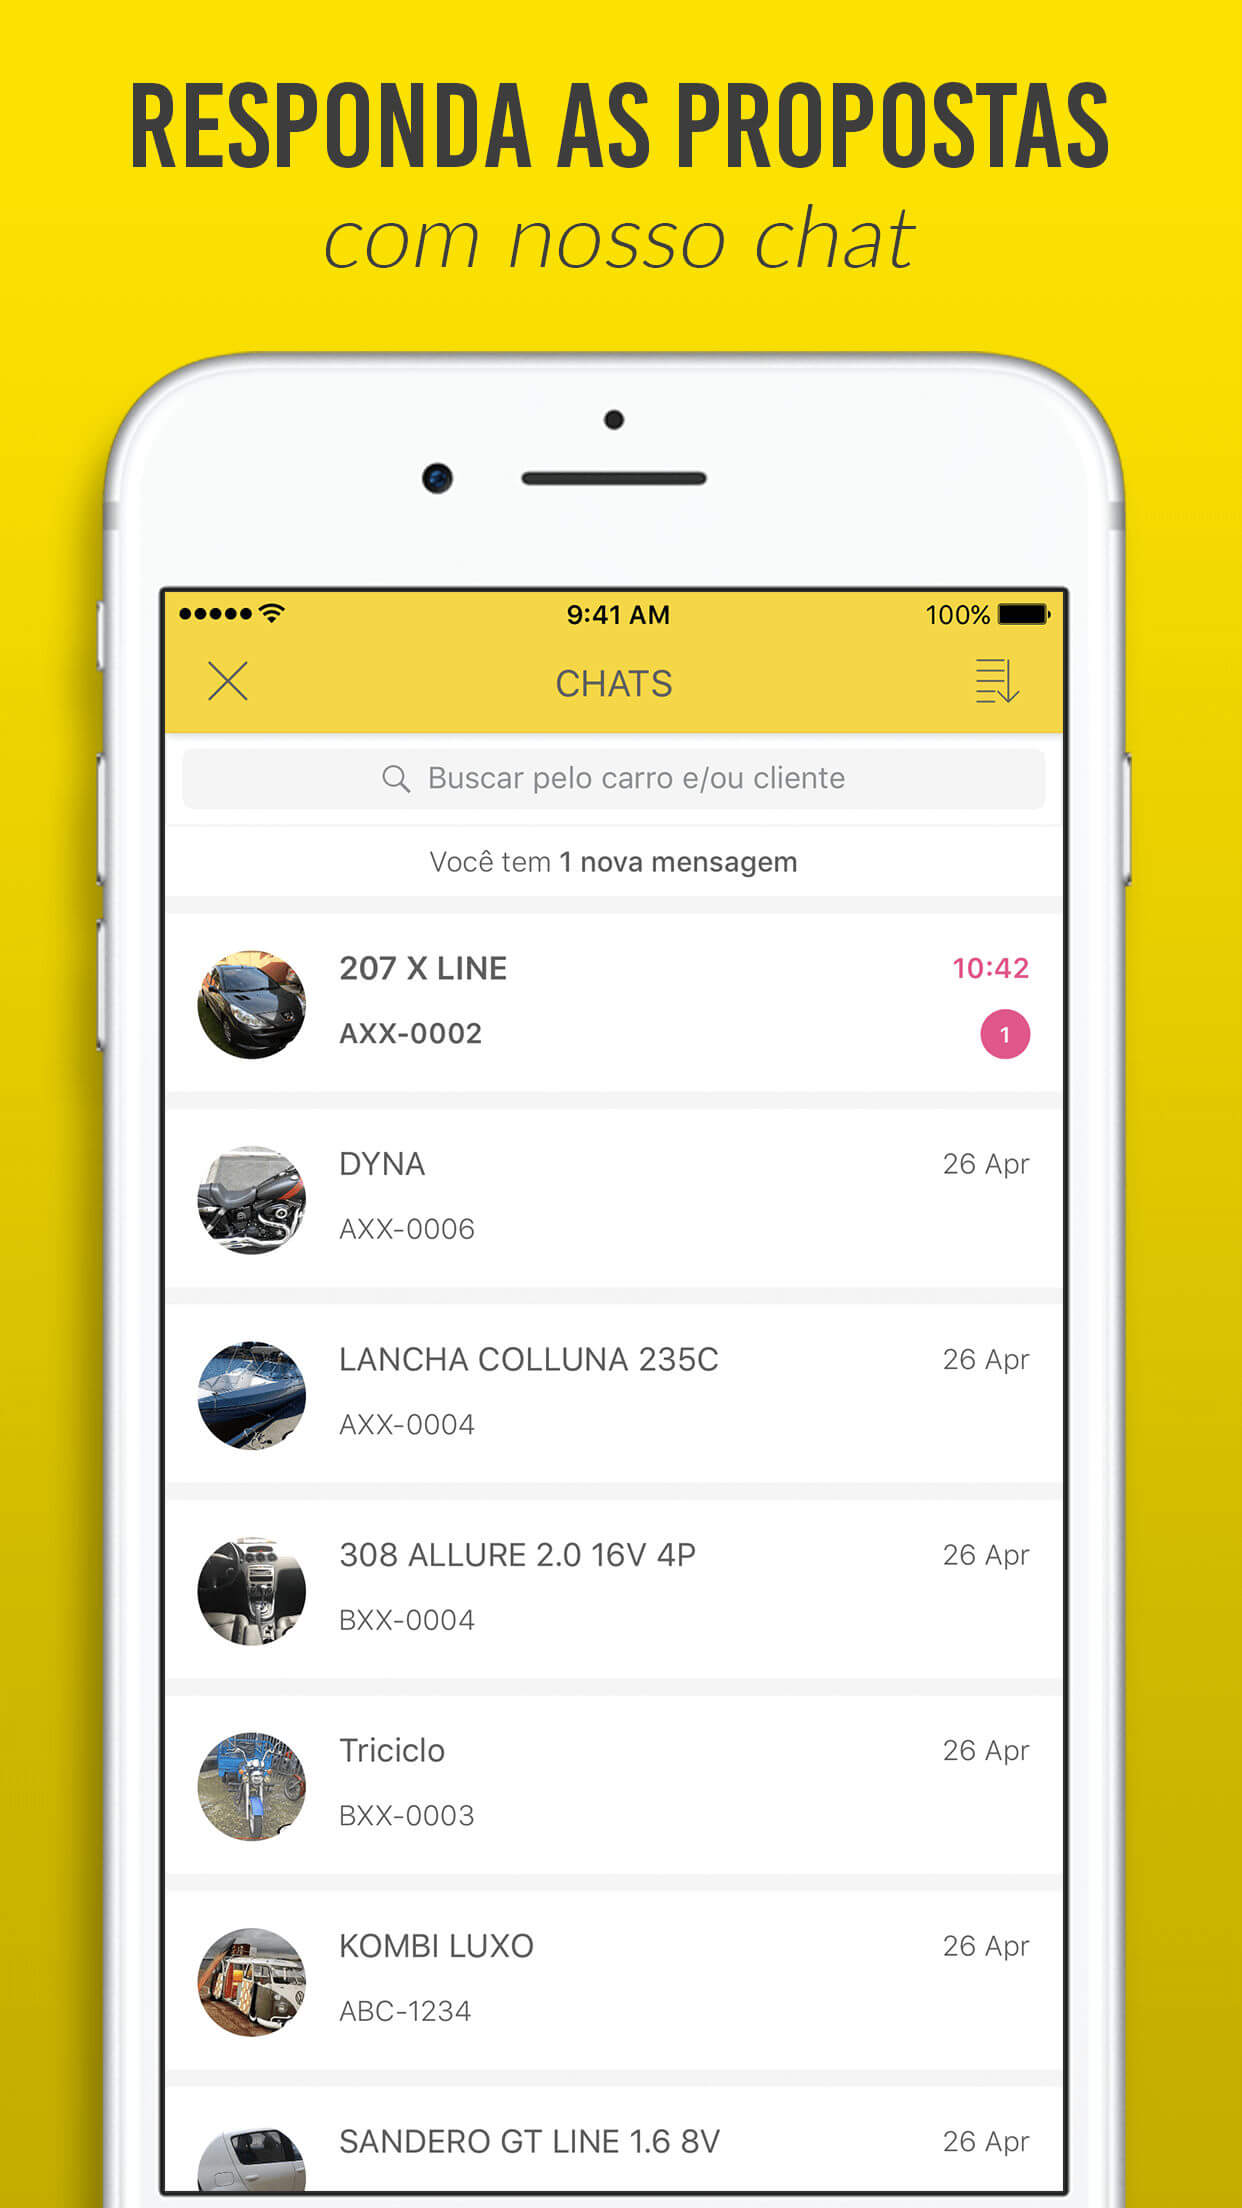 RESPONDA AS PROPOSTAS
com nosso chat
9:41 AM
100%
CHATS
Buscar pelo carro e/ou cliente
Você tem 1 nova mensagem
207 X LINE
10:42
AXX-0002
1
DYNA
26 Apr
AXX-0006
LANCHA COLLUNA 235C
26 Apr
AXX-0004
308 ALLURE 2.0 16V 4P
26 Apr
BXX-0004
Triciclo
26 Apr
BXX-0003
KOMBI LUXO
26 Apr
ABC-1234
SANDERO GT LINE 1.6 8V
26 Apr